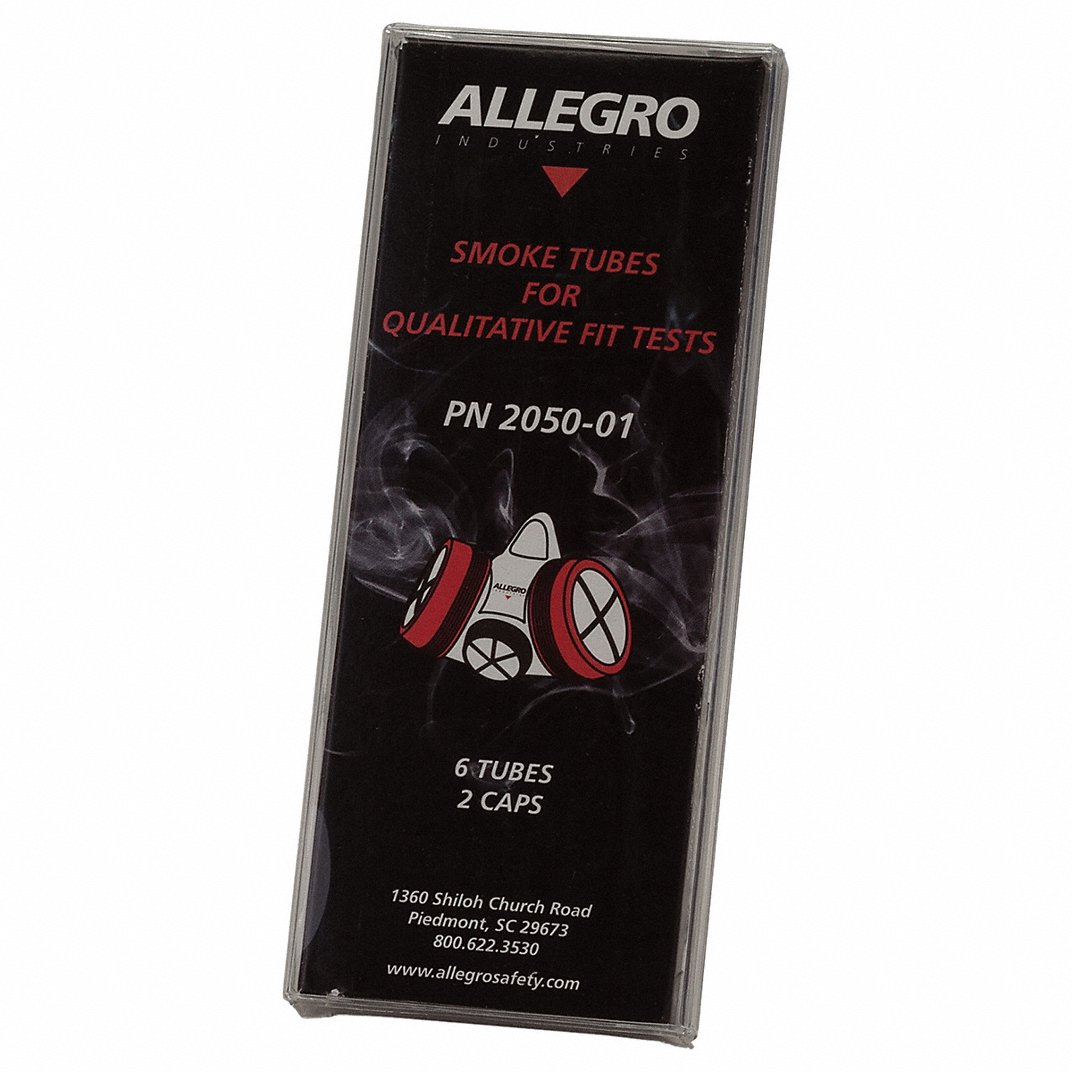 ALLEGRO
INDUSTRIES
SMOKE TUBES
FOR
QUALITATIVE FIT TESTS
PN 2050-01
ALLEGRO
INDUSTRIES
6 TUBES
2 CAPS
1360 Shiloh Church Road
Piedmont, SC 29673
800.622.3530
www.allegrosafety.com